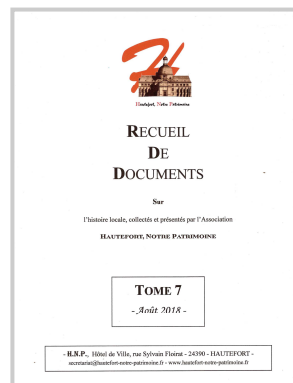 H
Hautefort, Notre Patrimoine
RECUEIL
DE
DOCUMENTS
Sur
l'histoire locale, collectés et présentés par l'Association
HAUTEFORT, NOTRE PATRIMOINE
TOME 7
- Août 2018 -
- H.N.P., Hôtel de Ville, rue Sylvain Floirat - 24390 - HAUTEFORT -
secretariat@hautefort-notre-patrimoine.fr - www.hautefort-notre-patrimoine.fr